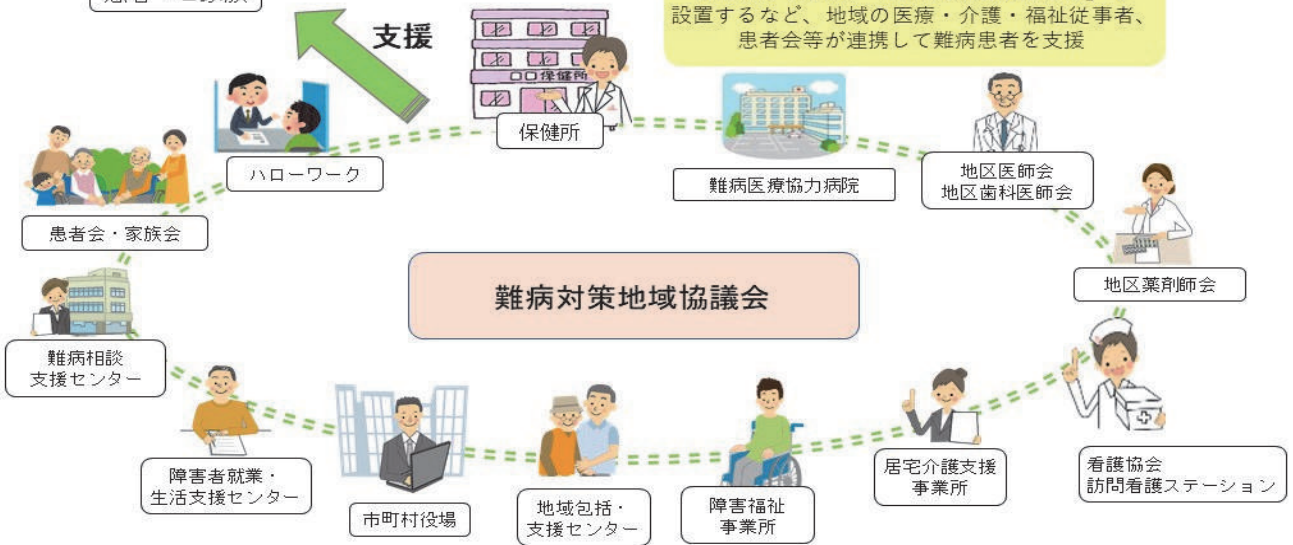 支援
設置するなど、地域の医療・介護・福祉従事者、
患者会等が連携して難病患者を支援
保健所
保健所
ハローワーク
難病医療協力病院
地区医師会
地区歯科医師会
患者会・家族会
地区薬剤師会
難病対策地域協議会
難病相談
支援センター
障害者就業・
生活支援センター
市町村役場
地域包括・
支援センター
障害福祉
事業所
居宅介護支援
事業所
看護協会
訪問看護ステーション